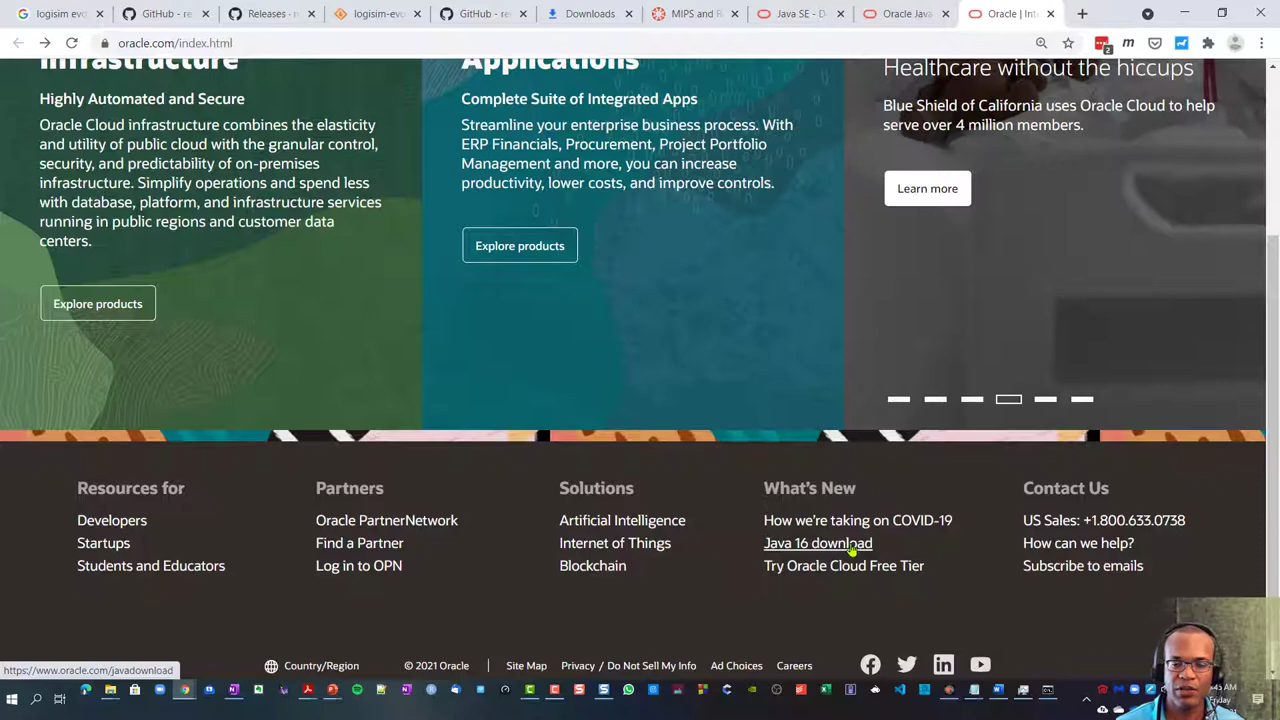 logisim evo
GitHub - re
Releases - r
logisim-evo
GitHub - re
Downloads
MIPS and R
Java SE - D
Oracle Java
Oracle | Int
oracle.com/index.html
2
Infrastructure
Highly Automated and Secure
Oracle Cloud infrastructure combines the elasticity
and utility of public cloud with the granular control,
security, and predictability of on-premises
infrastructure. Simplify operations and spend less
with database, platform, and infrastructure services
running in public regions and customer data
centers.
Explore products
Applications
Complete Suite of Integrated Apps
Streamline your enterprise business process. With
ERP Financials, Procurement, Project Portfolio
Management and more, you can increase
productivity, lower costs, and improve controls.
Explore products
Healthcare without the hiccups
Blue Shield of California uses Oracle Cloud to help
serve over 4 million members.
Learn more
Resources for
Developers
Startups
Students and Educators
Partners
Oracle PartnerNetwork
Find a Partner
Log in to OPN
Solutions
Artificial Intelligence
Internet of Things
Blockchain
What's New
How we're taking on COVID-19
Java 16 download
Try Oracle Cloud Free Tier
Contact Us
US Sales: +1.800.633.0738
How can we help?
Subscribe to emails
https://www.oracle.com/javadownload
Country/Region
© 2021 Oracle
Site Map
Privacy / Do Not Sell My Info
Ad Choices
Careers
Friday